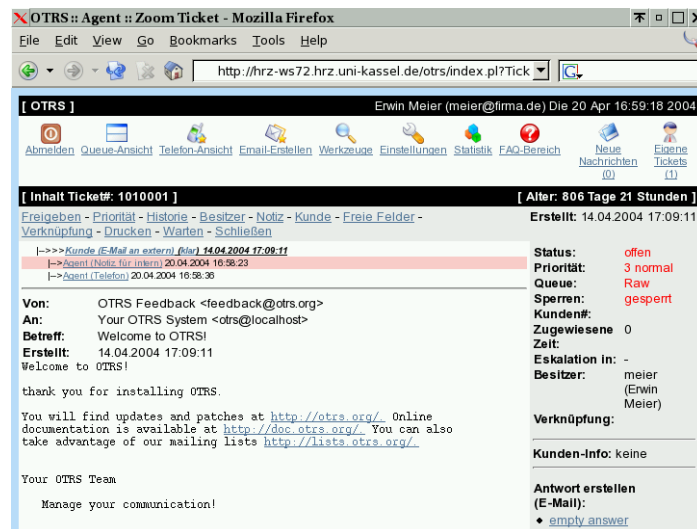 OTRS :: Agent :: Zoom Ticket - Mozilla Firefox
File Edit View Go Bookmarks Tools Help
http://hrz-ws72.hrz.uni-kassel.de/otrs/index.pl?Tick
[ OTRS ] Erwin Meier (meier@firma.de) Die 20 Apr 16:59:18 2004
Abmelden Queue-Ansicht Telefon-Ansicht Email-Erstellen Werkzeuge Einstellungen Statistik FAQ-Bereich Neue Nachrichten (0) Eigene Tickets (1)
[ Inhalt Ticket#: 1010001 ] [ Alter: 806 Tage 21 Stunden ]
Freigeben - Priorität - Historie - Besitzer - Notiz - Kunde - Freie Felder -
Verknüpfung - Drucken - Warten - Schließen
Erstellt: 14.04.2004 17:09:11
|-->>>Kunde (E-Mail an extern) (klar) 14.04.2004 17:09:11
|-->Agent (Notiz für intern) 20.04.2004 16:58:23
|-->Agent (Telefon) 20.04.2004 16:58:36
Von: OTRS Feedback <feedback@otrs.org>
An: Your OTRS System <otrs@localhost>
Betreff: Welcome to OTRS!
Erstellt: 14.04.2004 17:09:11
Welcome to OTRS!
thank you for installing OTRS.
You will find updates and patches at http://otrs.org/. Online
documentation is available at http://doc.otrs.org/. You can also
take advantage of our mailing lists http://lists.otrs.org/.
Your OTRS Team
Manage your communication!
Status: offen
Priorität: 3 normal
Queue: Raw
Sperren: gesperrt
Kunden#:
Zugewiesene 0
Zeit:
Eskalation in: -
Besitzer: meier
(Erwin
Meier)
Verknüpfung:
Kunden-Info: keine
Antwort erstellen
(E-Mail):
empty answer